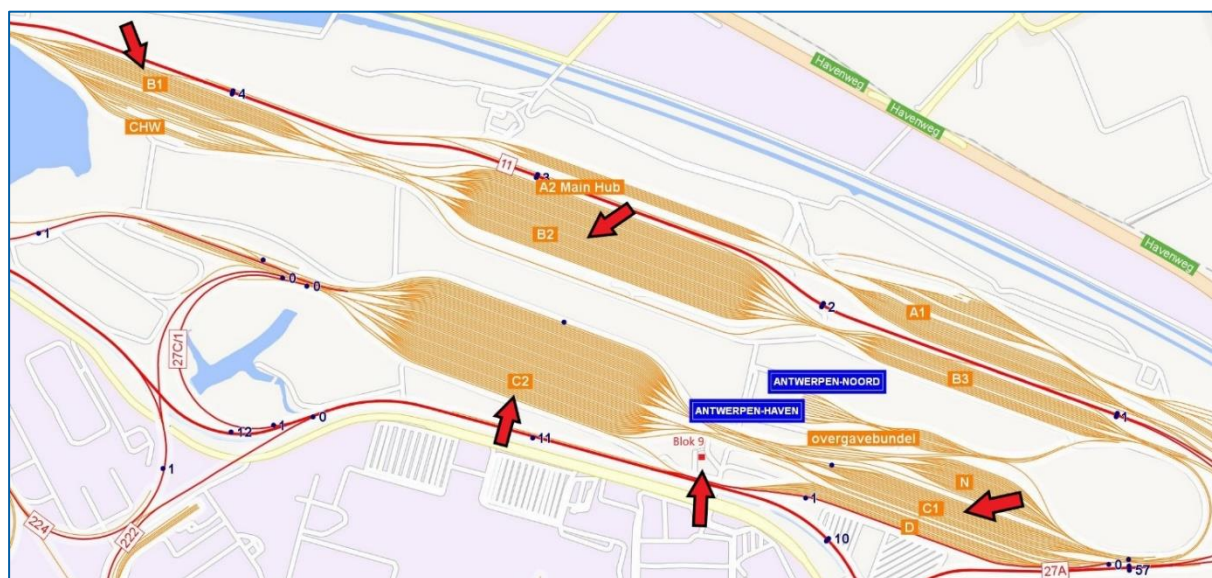 Havenweg
Havenweg
Havenweg
B1
4
CHW
11
3
A2 Main Hub
B2
1
0
0
2
A1
27C/1
B3
ANTWERPEN-NOORD
C2
ANTWERPEN-HAVEN
1
0
1
12
11
overgavebundel
Blok 9
1
N
1
C1
D
224
222
10
27A
0
57